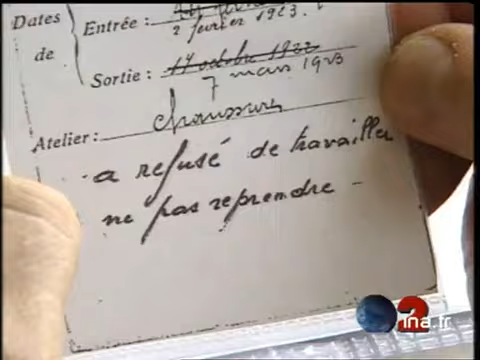 Dates
de
Entrée :
2 février 1923.
Sortie : 17 octobre 1922
7 mars 1923
Atelier : Chaussures
a refusé de travailler
ne pas reprendre -
2
ina.fr